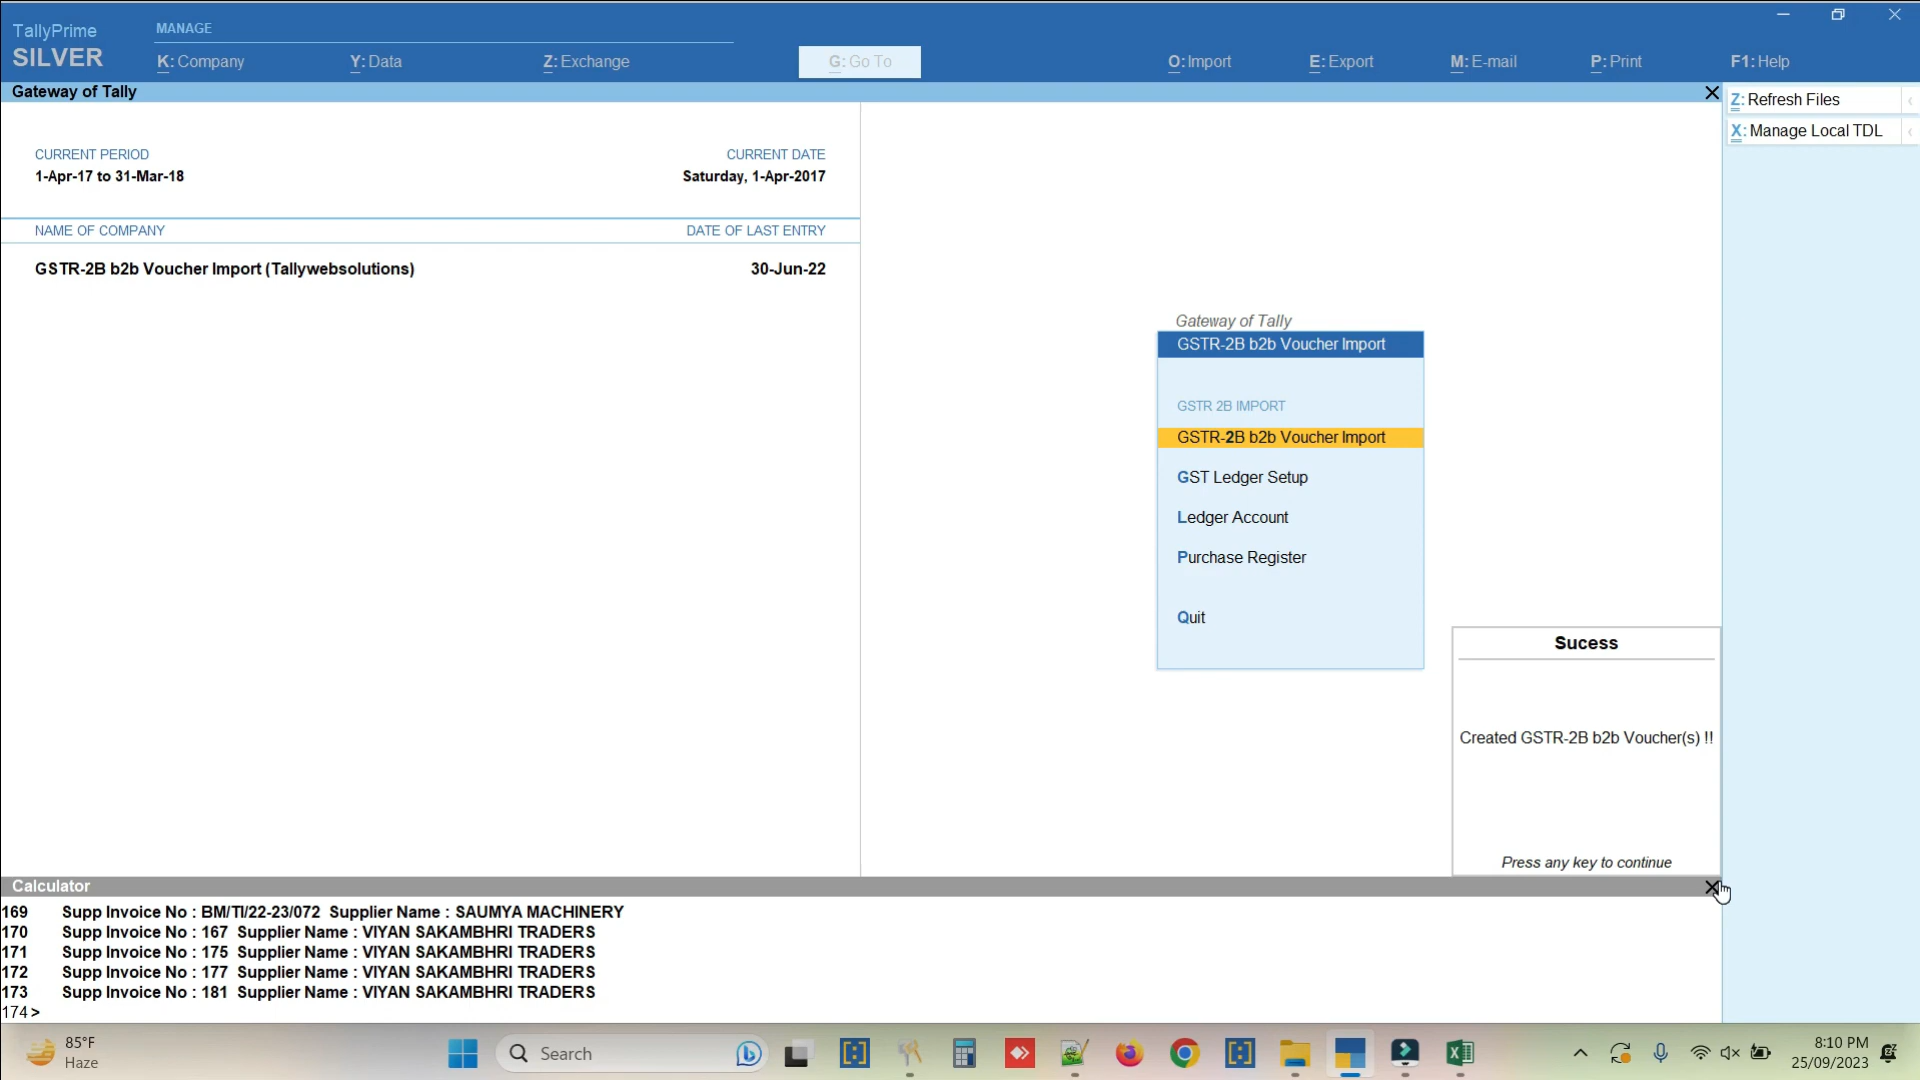 TallyPrime
SILVER
MANAGE
K: Company
Y: Data
Z: Exchange
G: Go To
O: Import
E: Export
M: E-mail
P: Print
F1: Help
Gateway of Tally
Z: Refresh Files
X: Manage Local TDL
CURRENT PERIOD
CURRENT DATE
1-Apr-17 to 31-Mar-18
Saturday, 1-Apr-2017
NAME OF COMPANY
DATE OF LAST ENTRY
GSTR-2B b2b Voucher Import (Tallywebsolutions)
30-Jun-22
Gateway of Tally
GSTR-2B b2b Voucher Import
GSTR 2B IMPORT
GSTR-2B b2b Voucher Import
GST Ledger Setup
Ledger Account
Purchase Register
Quit
Sucess
Created GSTR-2B b2b Voucher(s) !!
Press any key to continue
Calculator
169 Supp Invoice No : BM/TI/22-23/072 Supplier Name : SAUMYA MACHINERY
170 Supp Invoice No : 167 Supplier Name : VIYAN SAKAMBHRI TRADERS
171 Supp Invoice No : 175 Supplier Name : VIYAN SAKAMBHRI TRADERS
172 Supp Invoice No : 177 Supplier Name : VIYAN SAKAMBHRI TRADERS
173 Supp Invoice No : 181 Supplier Name : VIYAN SAKAMBHRI TRADERS
174 >
85°F
Haze
Search
8:10 PM
25/09/2023